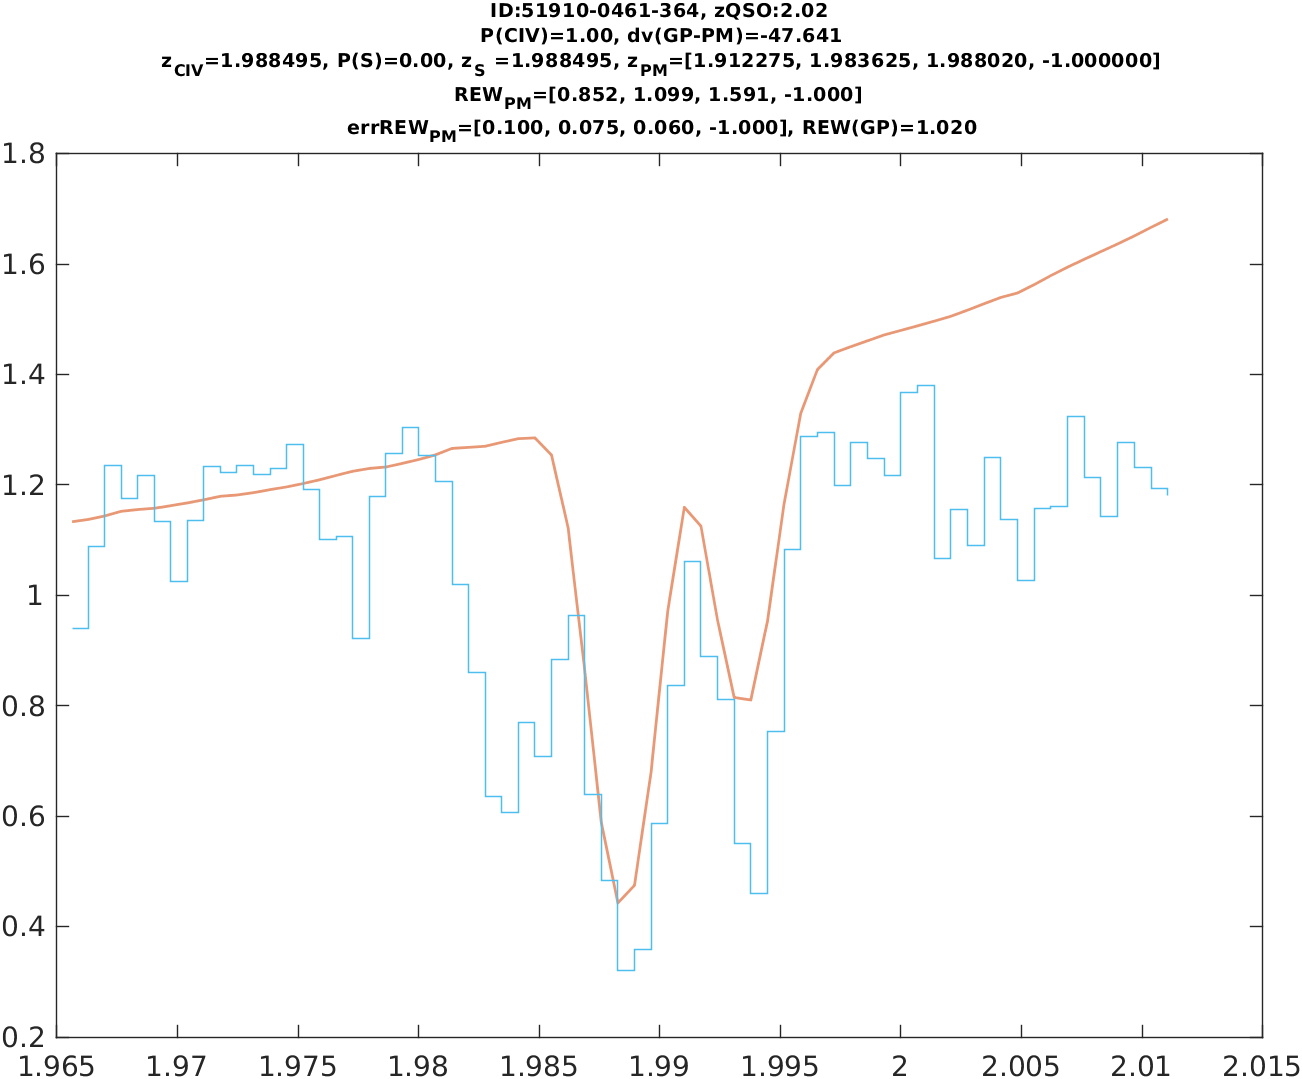 ID:51910-0461-364, zQSO:2.02
P(CIV)=1.00, dv(GP-PM)=-47.641
zCIV=1.988495, P(S)=0.00, zS =1.988495, zPM=[1.912275, 1.983625, 1.988020, -1.000000]
REWPM=[0.852, 1.099, 1.591, -1.000]
errREWPM=[0.100, 0.075, 0.060, -1.000], REW(GP)=1.020
1.8
1.6
1.4
1.2
1
0.8
0.6
0.4
0.2
1.965 1.97 1.975 1.98 1.985 1.99 1.995 2 2.005 2.01 2.015